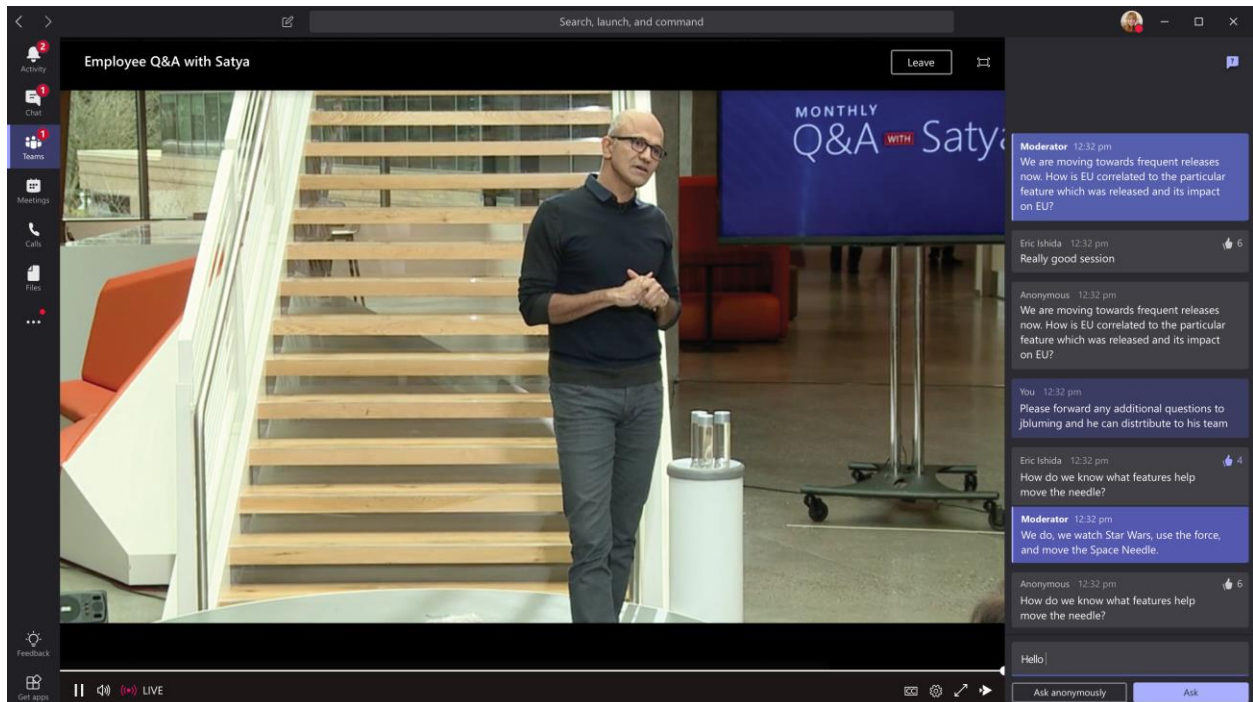 Search, launch, and command
2
Activity
1
Chat
1
Teams
Meetings
Calls
Files
Feedback
Get apps
Employee Q&A with Satya
Leave
MONTHLY
Q&A WITH Satya
LIVE
CC
7
Moderator 12:32 pm
We are moving towards frequent releases
now. How is EU correlated to the particular
feature which was released and its impact
on EU?
Eric Ishida 12:32 pm 6
Really good session
Anonymous 12:32 pm
We are moving towards frequent releases
now. How is EU correlated to the particular
feature which was released and its impact
on EU?
You 12:32 pm
Please forward any additional questions to
jbluming and he can distrtibute to his team
Eric Ishida 12:32 pm 4
How do we know what features help
move the needle?
Moderator 12:32 pm
We do, we watch Star Wars, use the force,
and move the Space Needle.
Anonymous 12:32 pm 6
How do we know what features help
move the needle?
Hello
Ask anonymously
Ask